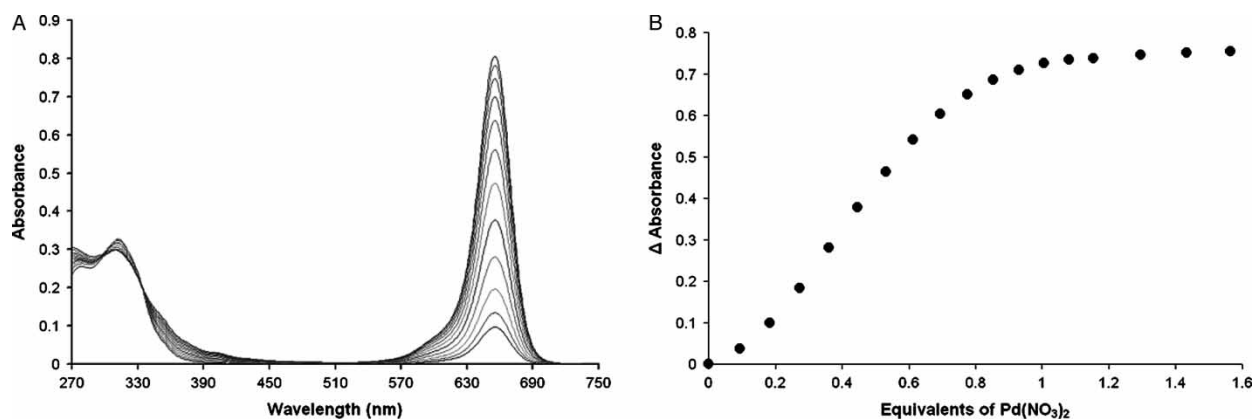 A
0.9
0.8
0.7
0.6
0.5
0.4
0.3
0.2
0.1
0
Absorbance
270 330 390 450 510 570 630 690 750
Wavelength (nm)
B
0.8
0.7
0.6
0.5
0.4
0.3
0.2
0.1
0
Δ Absorbance
0 0.2 0.4 0.6 0.8 1 1.2 1.4 1.6
Equivalents of Pd(NO₃)₂